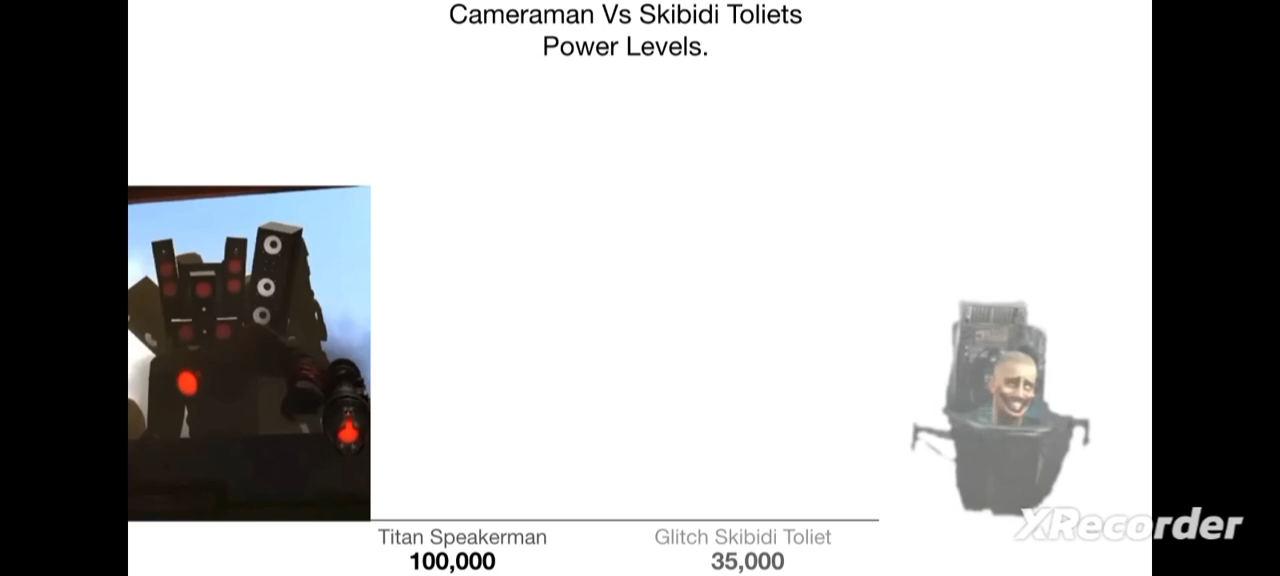 Cameraman Vs Skibidi Toliets
Power Levels.
Titan Speakerman
100,000
Glitch Skibidi Toliet
35,000
XRecorder